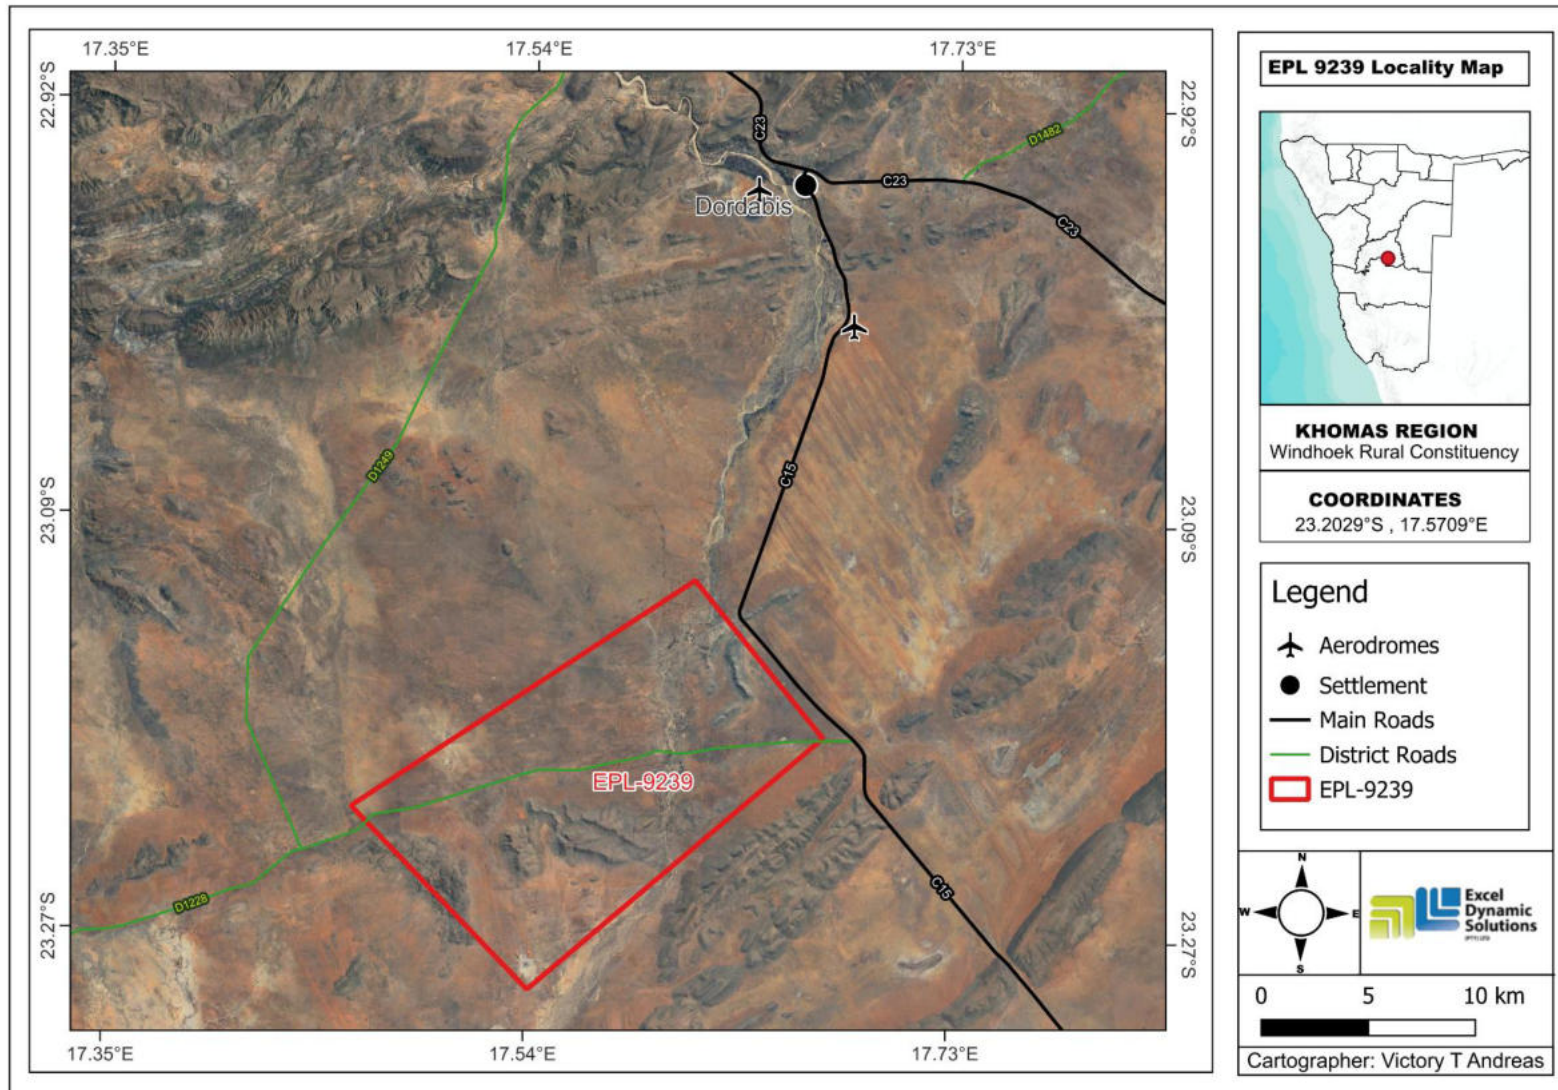 17.35°E
17.54°E
17.73°E
22.92°S
22.92°S
C23
D1482
C23
Dordabis
C23
D1249
C15
23.09°S
23.09°S
EPL-9239
C15
D1228
23.27°S
23.27°S
17.35°E
17.54°E
17.73°E
EPL 9239 Locality Map
KHOMAS REGION
Windhoek Rural Constituency
COORDINATES
23.2029°S , 17.5709°E
Legend
Aerodromes
Settlement
Main Roads
District Roads
EPL-9239
N
W
E
S
Excel
Dynamic
Solutions
(PTY) LTD
0 5 10 km
Cartographer: Victory T Andreas